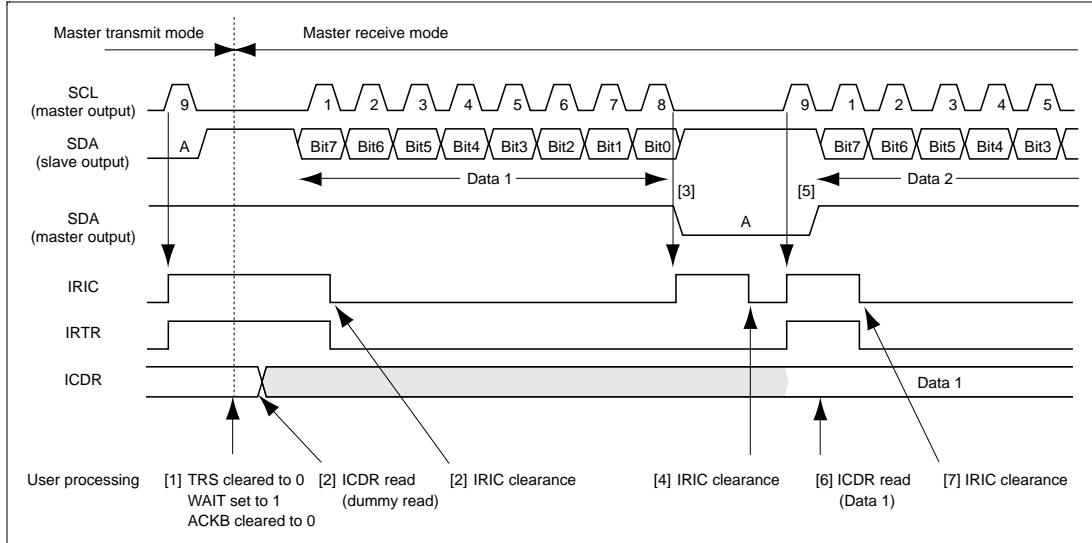 Master transmit mode Master receive mode
SCL
(master output)
9 1 2 3 4 5 6 7 8 9 1 2 3 4 5
SDA
(slave output)
A Bit7 Bit6 Bit5 Bit4 Bit3 Bit2 Bit1 Bit0 Bit7 Bit6 Bit5 Bit4 Bit3
Data 1 [3] [5] Data 2
SDA
(master output)
A
IRIC
IRTR
ICDR Data 1
User processing [1] TRS cleared to 0 [2] ICDR read [2] IRIC clearance [4] IRIC clearance [6] ICDR read [7] IRIC clearance
WAIT set to 1 (dummy read) (Data 1)
ACKB cleared to 0